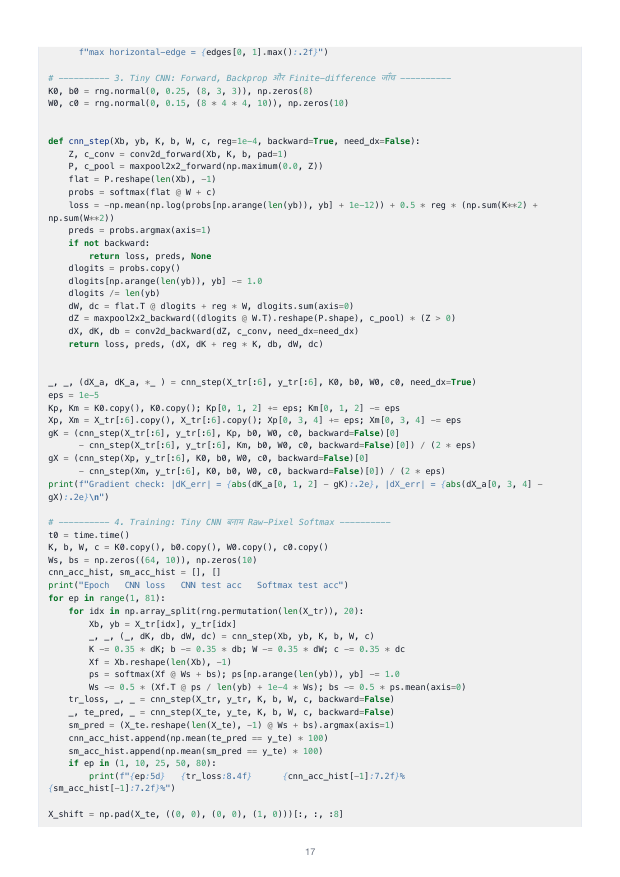 f"max horizontal-edge = {edges[0, 1].max():.2f}")
# ---------- 3. Tiny CNN: Forward, Backprop और Finite-difference जाँच ----------
K0, b0 = rng.normal(0, 0.25, (8, 3, 3)), np.zeros(8)
W0, c0 = rng.normal(0, 0.15, (8 * 4 * 4, 10)), np.zeros(10)
def cnn_step(Xb, yb, K, b, W, c, reg=1e-4, backward=True, need_dx=False):
Z, c_conv = conv2d_forward(Xb, K, b, pad=1)
P, c_pool = maxpool2x2_forward(np.maximum(0.0, Z))
flat = P.reshape(len(Xb), -1)
probs = softmax(flat @ W + c)
loss = -np.mean(np.log(probs[np.arange(len(yb)), yb] + 1e-12)) + 0.5 * reg * (np.sum(K**2) +
np.sum(W**2))
preds = probs.argmax(axis=1)
if not backward:
return loss, preds, None
dlogits = probs.copy()
dlogits[np.arange(len(yb)), yb] -= 1.0
dlogits /= len(yb)
dW, dc = flat.T @ dlogits + reg * W, dlogits.sum(axis=0)
dZ = maxpool2x2_backward((dlogits @ W.T).reshape(P.shape), c_pool) * (Z > 0)
dX, dK, db = conv2d_backward(dZ, c_conv, need_dx=need_dx)
return loss, preds, (dX, dK + reg * K, db, dW, dc)
_, _, (dX_a, dK_a, *_ ) = cnn_step(X_tr[:6], y_tr[:6], K0, b0, W0, c0, need_dx=True)
eps = 1e-5
Kp, Km = K0.copy(), K0.copy(); Kp[0, 1, 2] += eps; Km[0, 1, 2] -= eps
Xp, Xm = X_tr[:6].copy(), X_tr[:6].copy(); Xp[0, 3, 4] += eps; Xm[0, 3, 4] -= eps
gK = (cnn_step(X_tr[:6], y_tr[:6], Kp, b0, W0, c0, backward=False)[0]
- cnn_step(X_tr[:6], y_tr[:6], Km, b0, W0, c0, backward=False)[0]) / (2 * eps)
gX = (cnn_step(Xp, y_tr[:6], K0, b0, W0, c0, backward=False)[0]
- cnn_step(Xm, y_tr[:6], K0, b0, W0, c0, backward=False)[0]) / (2 * eps)
print(f"Gradient check: |dK_err| = {abs(dK_a[0, 1, 2] - gK):.2e}, |dX_err| = {abs(dX_a[0, 3, 4] -
gX):.2e}\n")
# ---------- 4. Training: Tiny CNN बनाम Raw-Pixel Softmax ----------
t0 = time.time()
K, b, W, c = K0.copy(), b0.copy(), W0.copy(), c0.copy()
Ws, bs = np.zeros((64, 10)), np.zeros(10)
cnn_acc_hist, sm_acc_hist = [], []
print("Epoch   CNN loss   CNN test acc   Softmax test acc")
for ep in range(1, 81):
for idx in np.array_split(rng.permutation(len(X_tr)), 20):
Xb, yb = X_tr[idx], y_tr[idx]
_, _, (_, dK, db, dW, dc) = cnn_step(Xb, yb, K, b, W, c)
K -= 0.35 * dK; b -= 0.35 * db; W -= 0.35 * dW; c -= 0.35 * dc
Xf = Xb.reshape(len(Xb), -1)
ps = softmax(Xf @ Ws + bs); ps[np.arange(len(yb)), yb] -= 1.0
Ws -= 0.5 * (Xf.T @ ps / len(yb) + 1e-4 * Ws); bs -= 0.5 * ps.mean(axis=0)
tr_loss, _, _ = cnn_step(X_tr, y_tr, K, b, W, c, backward=False)
_, te_pred, _ = cnn_step(X_te, y_te, K, b, W, c, backward=False)
sm_pred = (X_te.reshape(len(X_te), -1) @ Ws + bs).argmax(axis=1)
cnn_acc_hist.append(np.mean(te_pred == y_te) * 100)
sm_acc_hist.append(np.mean(sm_pred == y_te) * 100)
if ep in (1, 10, 25, 50, 80):
print(f"{ep:5d}   {tr_loss:8.4f}      {cnn_acc_hist[-1]:7.2f}%
{sm_acc_hist[-1]:7.2f}%")
X_shift = np.pad(X_te, ((0, 0), (0, 0), (1, 0)))[:, :, :8]
17